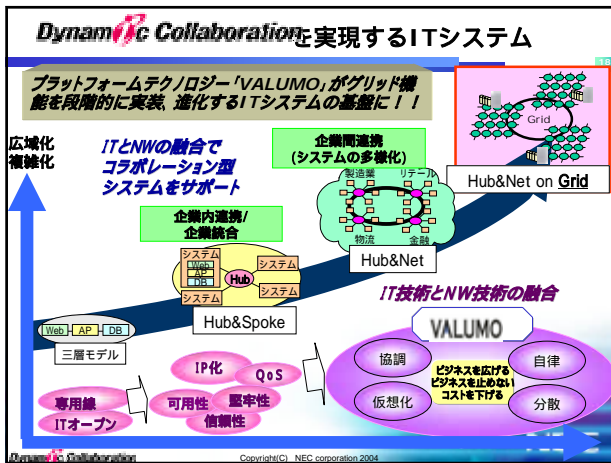 Dynamic Collaborationを実現するITシステム
18
プラットフォームテクノロジー「VALUMO」がグリッド機
能を段階的に実装、進化するITシステムの基盤に！！
広域化
複雑化
ITとNWの融合で
コラボレーション型
システムをサポート
企業間連携
(システムの多様化)
Grid
Hub&Net on Grid
製造業
リテール
物流
金融
Hub&Net
企業内連携/
企業統合
システム
Web
AP
DB
Hub
システム
システム
システム
Hub&Spoke
Web
AP
DB
三層モデル
IT技術とNW技術の融合
VALUMO
協調
自律
仮想化
分散
ビジネスを広げる
ビジネスを止めない
コストを下げる
IP化
QoS
可用性
堅牢性
信頼性
専用線
ITオープン
Dynamic Collaboration
Copyright(C) NEC corporation 2004
NEC